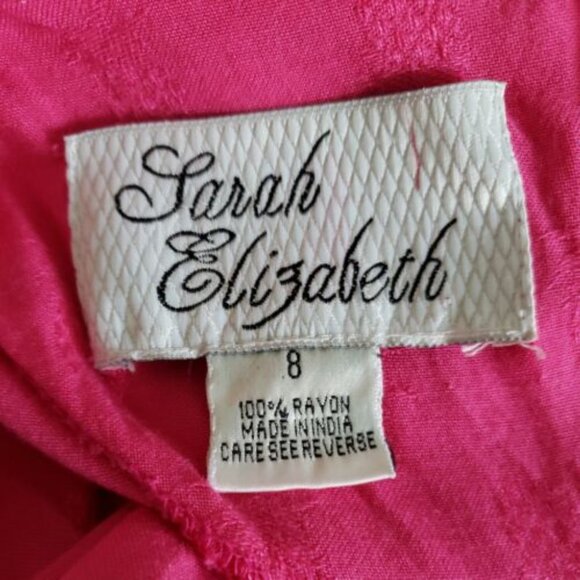 Sarah
Elizabeth
8
100% RAYON
MADE IN INDIA
CARE SEE REVERSE